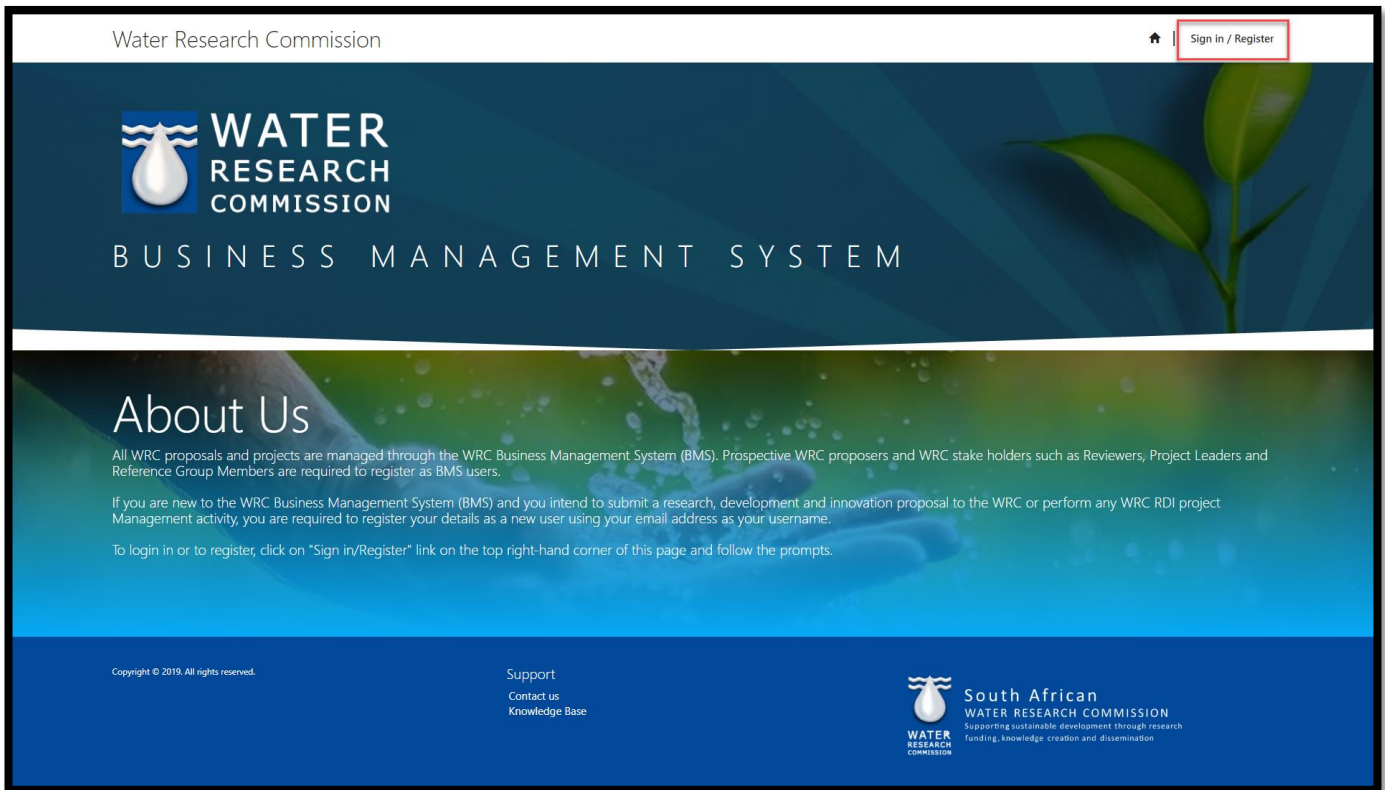 Water Research Commission
Sign in / Register
WATER
RESEARCH
COMMISSION
BUSINESS MANAGEMENT SYSTEM
About Us
All WRC proposals and projects are managed through the WRC Business Management System (BMS). Prospective WRC proposers and WRC stake holders such as Reviewers, Project Leaders and
Reference Group Members are required to register as BMS users.
If you are new to the WRC Business Management System (BMS) and you intend to submit a research, development and innovation proposal to the WRC or perform any WRC RDI project
Management activity, you are required to register your details as a new user using your email address as your username.
To login in or to register, click on "Sign in/Register" link on the top right-hand corner of this page and follow the prompts.
Copyright © 2019. All rights reserved.
Support
Contact us
Knowledge Base
WATER
RESEARCH
COMMISSION
South African
WATER RESEARCH COMMISSION
Supporting sustainable development through research
funding, knowledge creation and dissemination